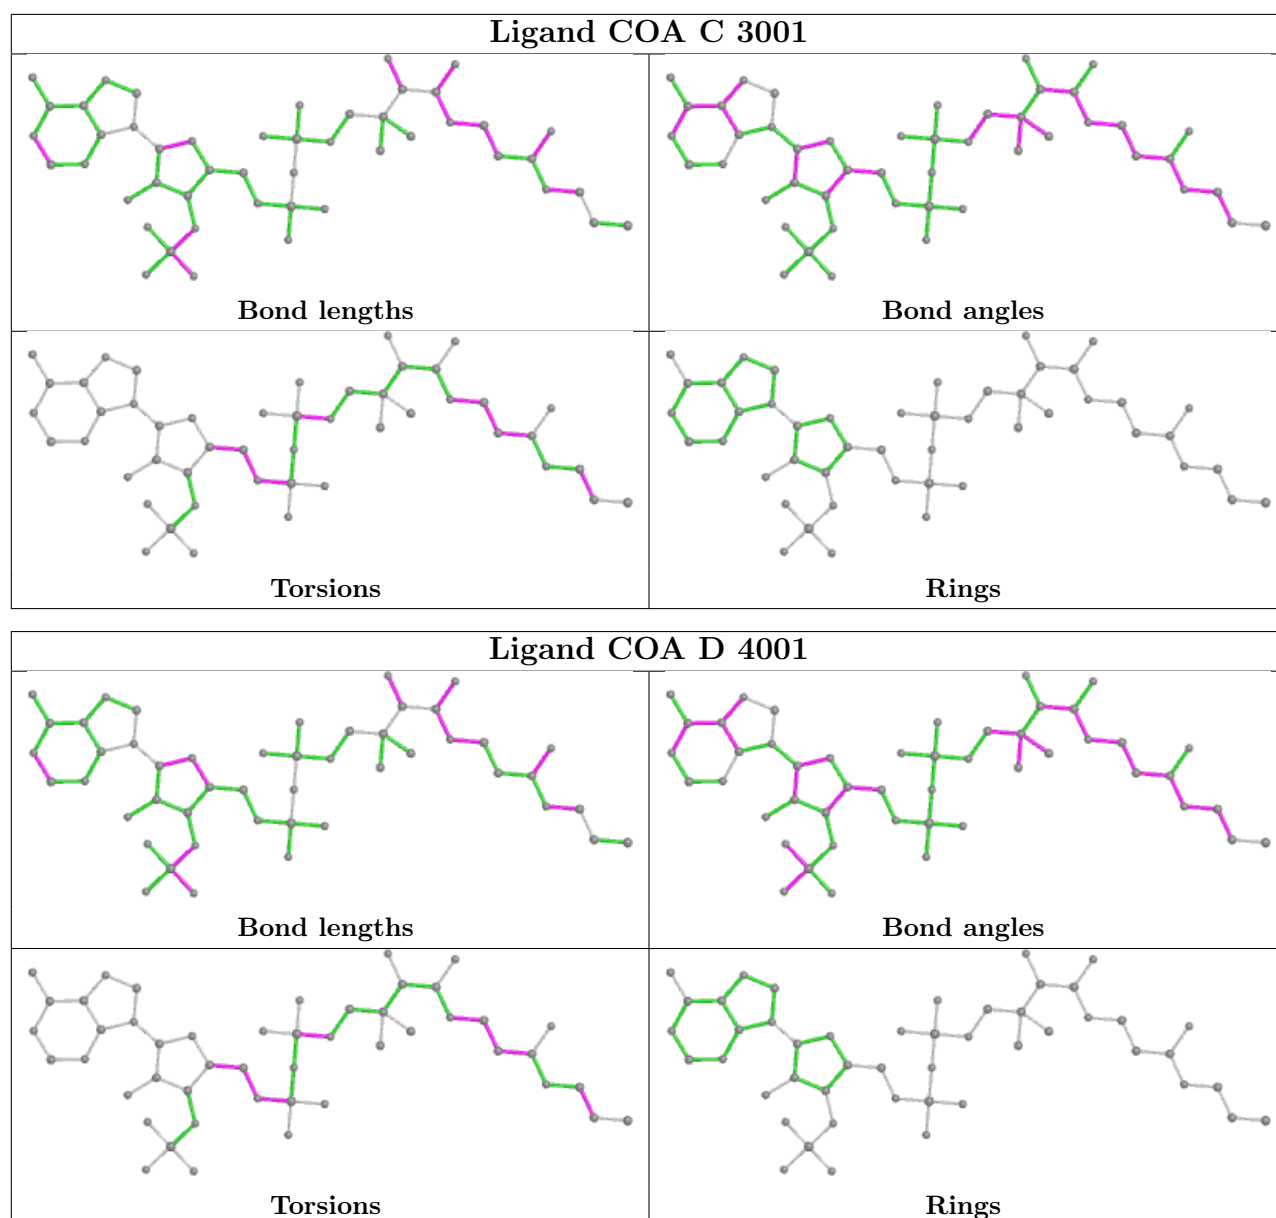 Ligand COA C 3001
Bond lengths
Bond angles
Torsions
Rings
Ligand COA D 4001
Bond lengths
Bond angles
Torsions
Rings